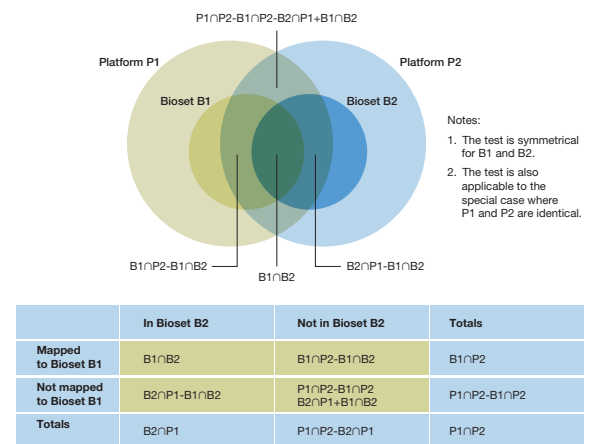 P1∩P2-B1∩P2-B2∩P1+B1∩B2
Platform P1
Platform P2
Bioset B1
Bioset B2
Notes:
1. The test is symmetrical
for B1 and B2.
2. The test is also
applicable to the
special case where
P1 and P2 are identical.
B1∩P2-B1∩B2
B2∩P1-B1∩B2
B1∩B2
In Bioset B2 Not in Bioset B2 Totals
Mapped
to Bioset B1
B1∩B2 B1∩P2-B1∩B2 B1∩P2
Not mapped
to Bioset B1
B2∩P1-B1∩B2
P1∩P2-B1∩P2
B2∩P1+B1∩B2
P1∩P2-B1∩P2
Totals
B2∩P1 P1∩P2-B2∩P1 P1∩P2